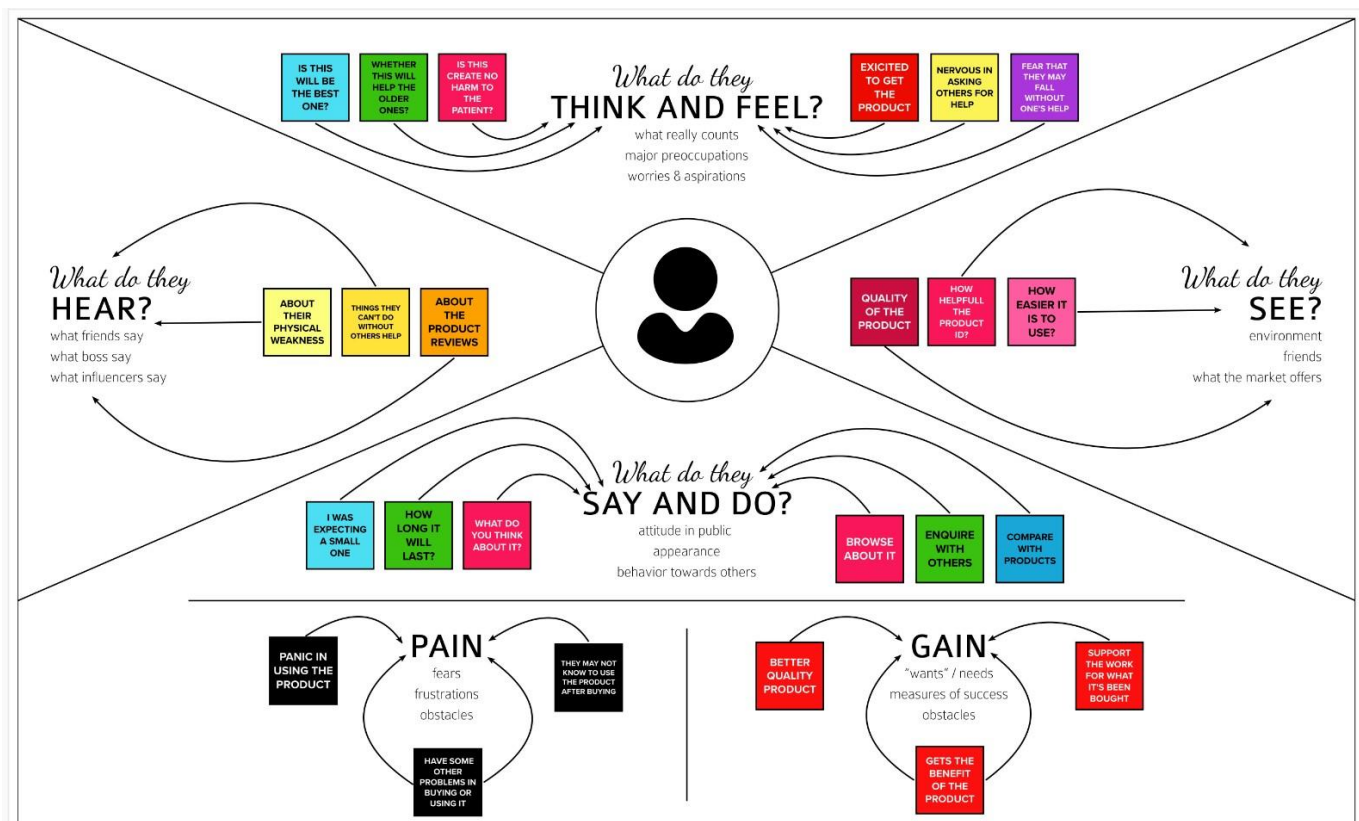 IS THIS
WILL BE
THE BEST
ONE?
WHETHER
THIS WILL
HELP THE
OLDER
ONES?
IS THIS
CREATE NO
HARM TO
THE
PATIENT?
What do they
THINK AND FEEL?
what really counts
major preoccupations
worries & aspirations
EXICITED
TO GET
THE
PRODUCT
NERVOUS IN
ASKING
OTHERS FOR
HELP
FEAR THAT
THEY MAY
FALL
WITHOUT
ONE'S HELP
What do they
HEAR?
what friends say
what boss say
what influencers say
ABOUT
THEIR
PHYSICAL
WEAKNESS
THINGS THEY
CAN'T DO
WITHOUT
OTHERS HELP
ABOUT
THE
PRODUCT
REVIEWS
QUALITY
OF THE
PRODUCT
HOW
HELPFULL
THE
PRODUCT
ID?
HOW
EASIER IT
IS TO
USE?
What do they
SEE?
environment
friends
what the market offers
I WAS
EXPECTING
A SMALL
ONE
HOW
LONG IT
WILL
LAST?
WHAT DO
YOU THINK
ABOUT IT?
What do they
SAY AND DO?
attitude in public
appearance
behavior towards others
BROWSE
ABOUT IT
ENQUIRE
WITH
OTHERS
COMPARE
WITH
PRODUCTS
PANIC IN
USING THE
PRODUCT
PAIN
fears
frustrations
obstacles
THEY MAY NOT
KNOW TO USE
THE PRODUCT
AFTER BUYING
HAVE SOME
OTHER
PROBLEMS IN
BUYING OR
USING IT
BETTER
QUALITY
PRODUCT
GAIN
"wants" / needs
measures of success
obstacles
SUPPORT
THE WORK
FOR WHAT
IT'S BEEN
BOUGHT
GETS THE
BENEFIT
OF THE
PRODUCT